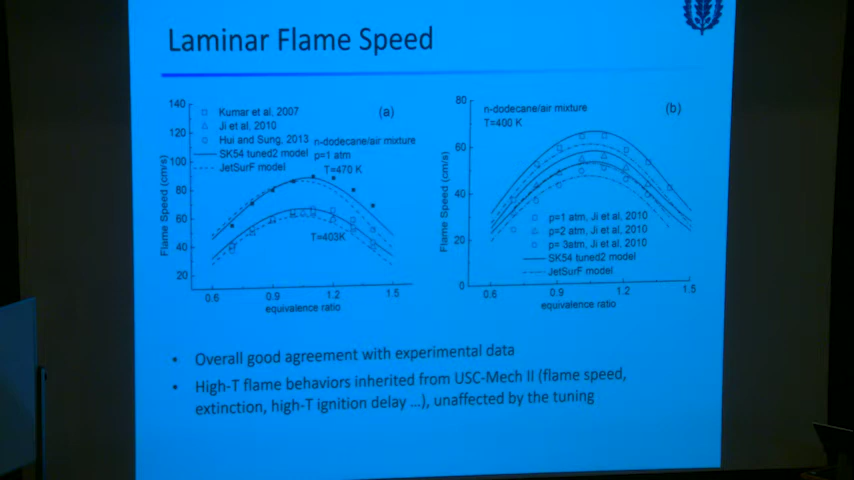 Laminar Flame Speed
140
120
100
80
60
40
20
0.6
0.9
1.2
1.5
Flame Speed (cm/s)
equivalence ratio
(a)
Kumar et al, 2007
Ji et al, 2010
Hui and Sung, 2013
SK54 tuned2 model
JetSurF model
n-dodecane/air mixture
p=1 atm
T=470 K
T=403K
80
60
40
20
0
0.6
0.9
1.2
1.5
Flame Speed (cm/s)
equivalence ratio
n-dodecane/air mixture
T=400 K
(b)
p=1 atm, Ji et al, 2010
p=2 atm, Ji et al, 2010
p= 3atm, Ji et al, 2010
SK54 tuned2 model
JetSurF model
• Overall good agreement with experimental data
• High-T flame behaviors inherited from USC-Mech II (flame speed,
extinction, high-T ignition delay ...), unaffected by the tuning